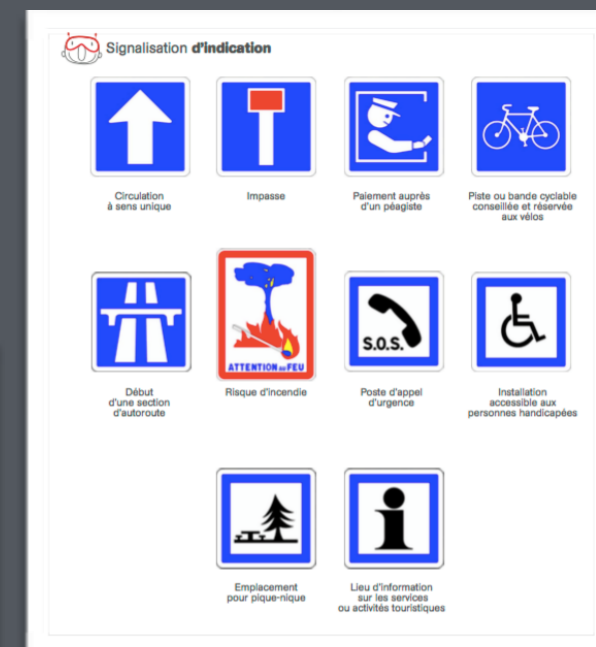 Signalisation d'indication
Circulation
à sens unique
Impasse
Paiement auprès
d'un péagiste
Piste ou bande cyclable
conseillée et réservée
aux vélos
ATTENTION AU FEU
S.O.S.
Début
d'une section
d'autoroute
Risque d'incendie
Poste d'appel
d'urgence
Installation
accessible aux
personnes handicapées
i
Emplacement
pour pique-nique
Lieu d'information
sur les services
ou activités touristiques